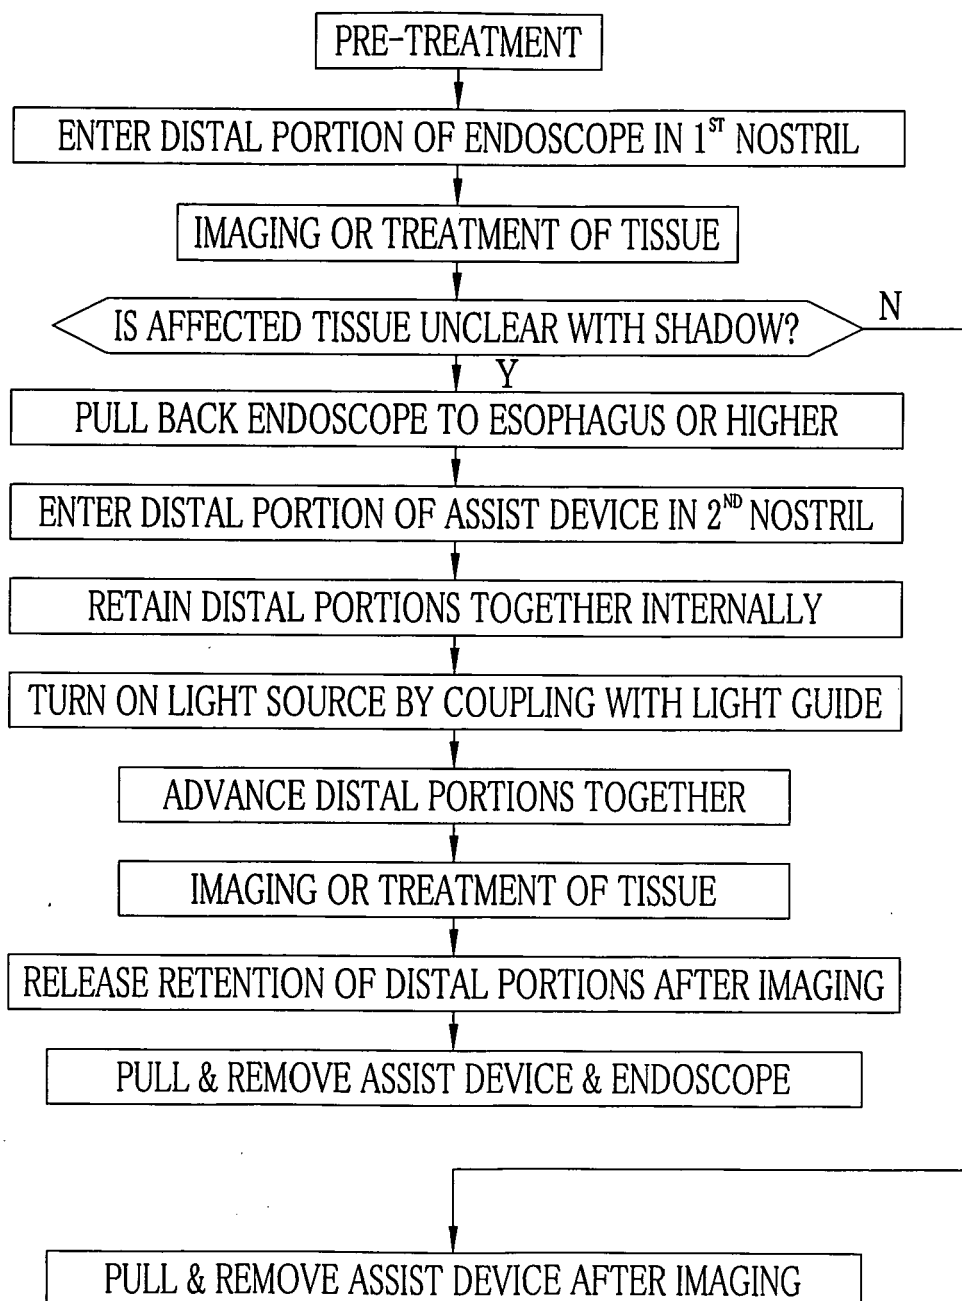 PRE-TREATMENT
ENTER DISTAL PORTION OF ENDOSCOPE IN 1ST NOSTRIL
IMAGING OR TREATMENT OF TISSUE
IS AFFECTED TISSUE UNCLEAR WITH SHADOW?
N
Y
PULL BACK ENDOSCOPE TO ESOPHAGUS OR HIGHER
ENTER DISTAL PORTION OF ASSIST DEVICE IN 2ND NOSTRIL
RETAIN DISTAL PORTIONS TOGETHER INTERNALLY
TURN ON LIGHT SOURCE BY COUPLING WITH LIGHT GUIDE
ADVANCE DISTAL PORTIONS TOGETHER
IMAGING OR TREATMENT OF TISSUE
RELEASE RETENTION OF DISTAL PORTIONS AFTER IMAGING
PULL & REMOVE ASSIST DEVICE & ENDOSCOPE
PULL & REMOVE ASSIST DEVICE AFTER IMAGING